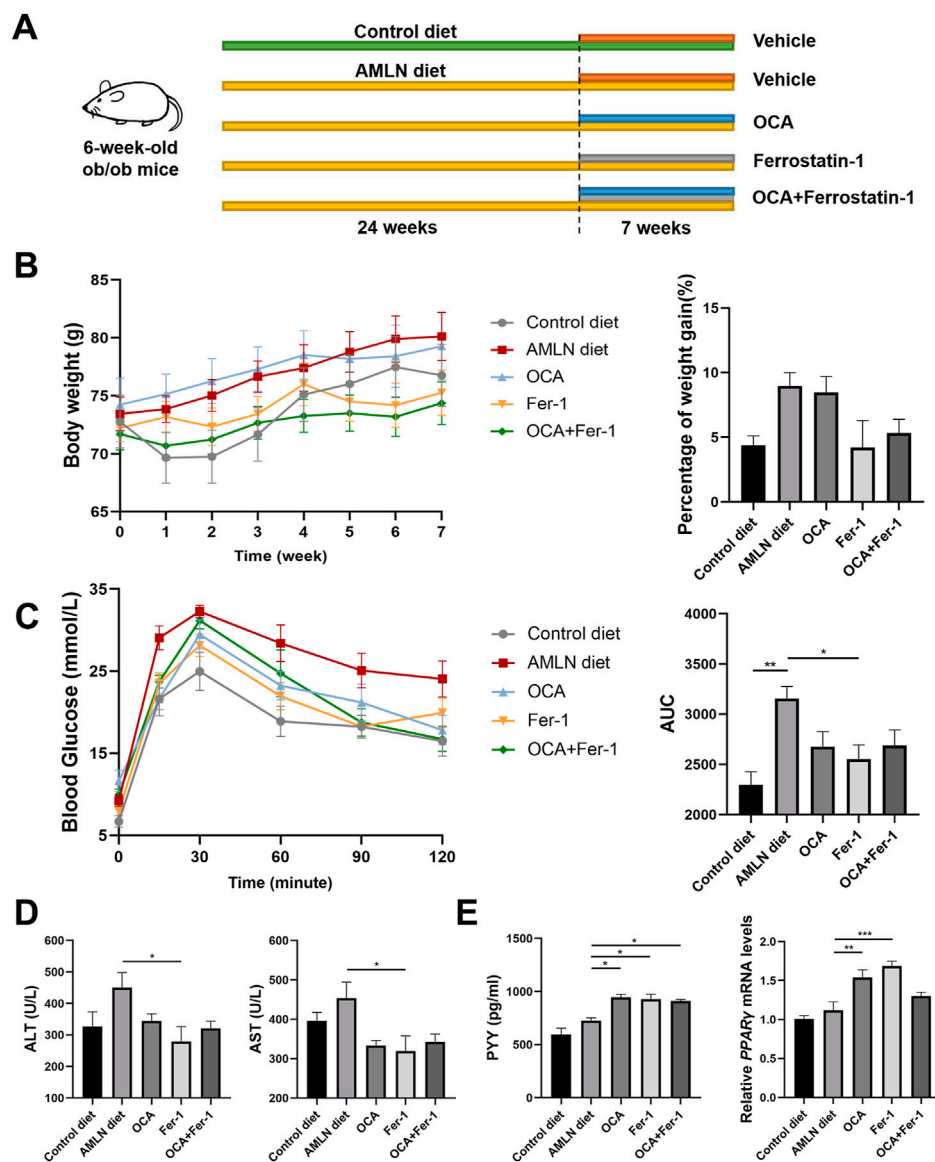 A
Control diet
Vehicle
AMLN diet
Vehicle
OCA
6-week-old
ob/ob mice
Ferrostatin-1
OCA+Ferrostatin-1
24 weeks
7 weeks
B
Body weight (g)
85
80
75
70
65
0 1 2 3 4 5 6 7
Time (week)
Control diet
AMLN diet
OCA
Fer-1
OCA+Fer-1
Percentage of weight gain(%)
15
10
5
0
Control diet
AMLN diet
OCA
Fer-1
OCA+Fer-1
C
Blood Glucose (mmol/L)
35
25
15
5
0 30 60 90 120
Time (minute)
Control diet
AMLN diet
OCA
Fer-1
OCA+Fer-1
AUC
4000
3500
3000
2500
2000
** *
Control diet
AMLN diet
OCA
Fer-1
OCA+Fer-1
D
ALT (U/L)
600
500
400
300
200
100
*
Control diet
AMLN diet
OCA
Fer-1
OCA+Fer-1
AST (U/L)
600
500
400
300
200
*
Control diet
AMLN diet
OCA
Fer-1
OCA+Fer-1
E
PYY (pg/ml)
1500
1000
500
0
*
*
*
Control diet
AMLN diet
OCA
Fer-1
OCA+Fer-1
Relative PPARγ mRNA levels
2.0
1.5
1.0
0.5
0.0
***
**
Control diet
AMLN diet
OCA
Fer-1
OCA+Fer-1